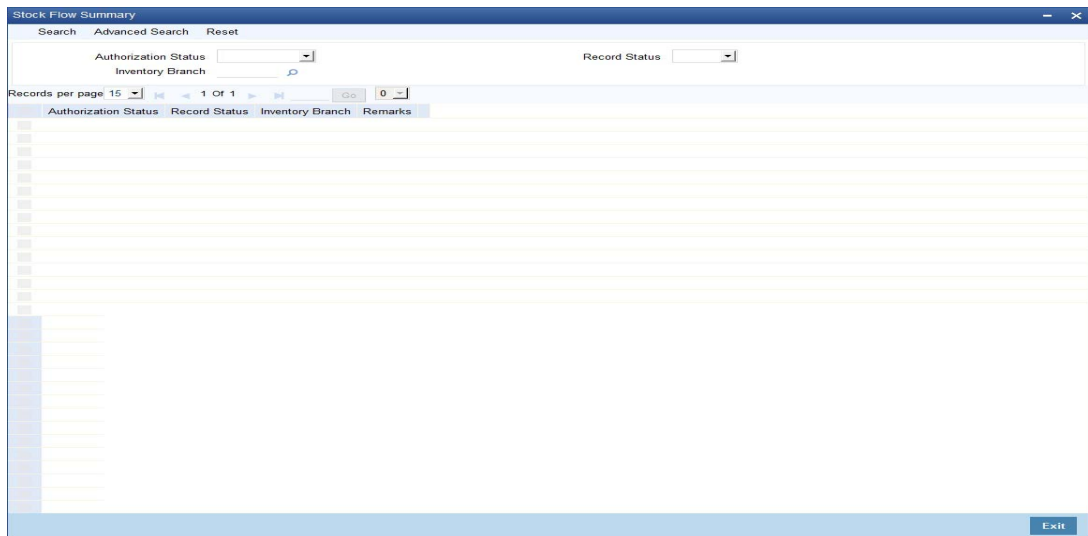 Stock Flow Summary
Search Advanced Search Reset
Authorization Status Record Status
Inventory Branch
Records per page 15 1 Of 1 Go 0
Authorization Status Record Status Inventory Branch Remarks
Exit